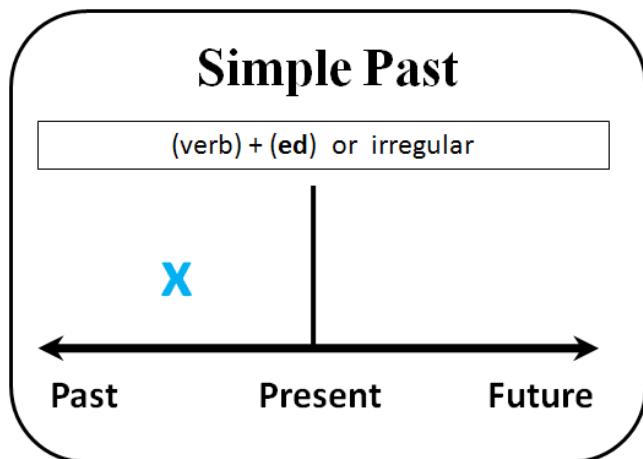 Simple Past
(verb) + (ed) or irregular
X
Past Present Future